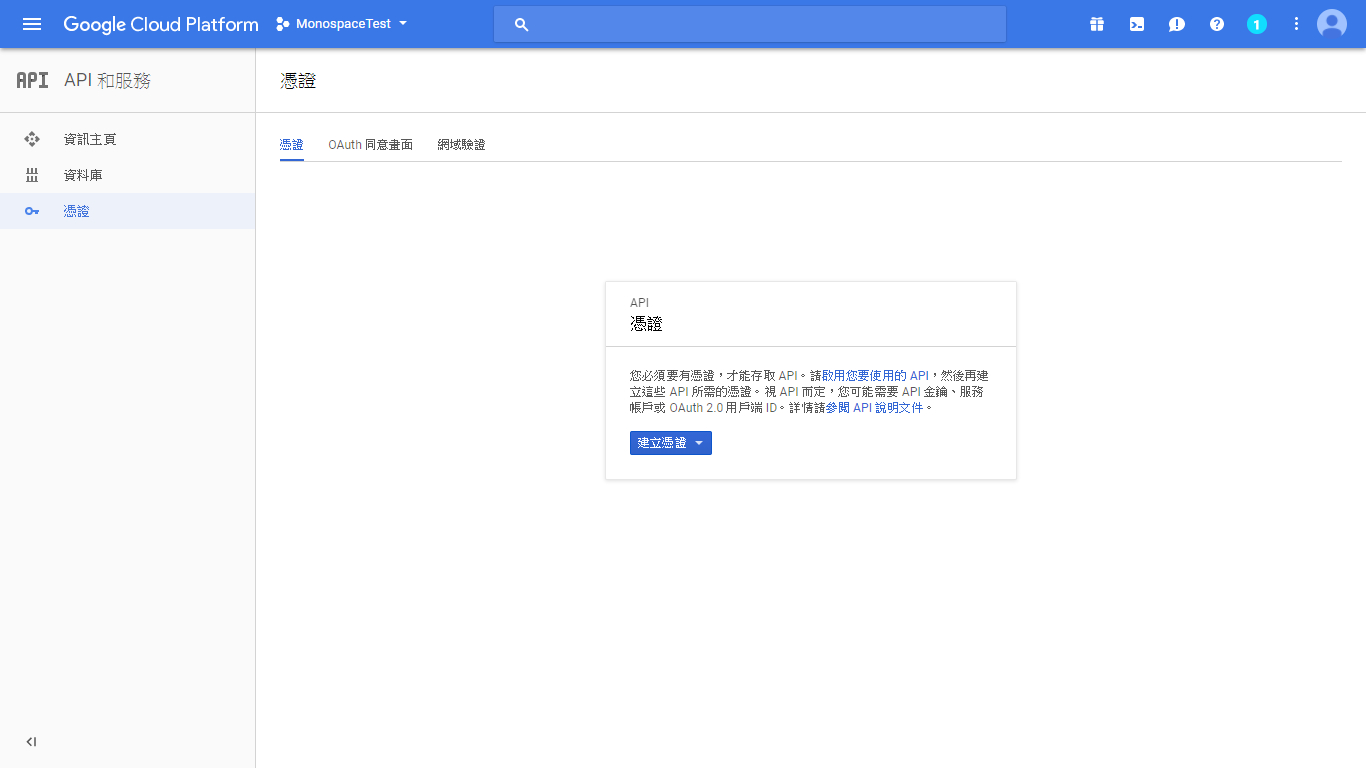 Google Cloud Platform
MonospaceTest
1
API API 和服務
資訊主頁
資料庫
憑證
憑證
憑證 OAuth 同意畫面 網域驗證
API
憑證
您必須要有憑證，才能存取 API。請啟用您要使用的 API，然後再建
立這些 API 所需的憑證。視 API 而定，您可能需要 API 金鑰、服務
帳戶或 OAuth 2.0 用戶端 ID。詳情請參閱 API 說明文件。
建立憑證